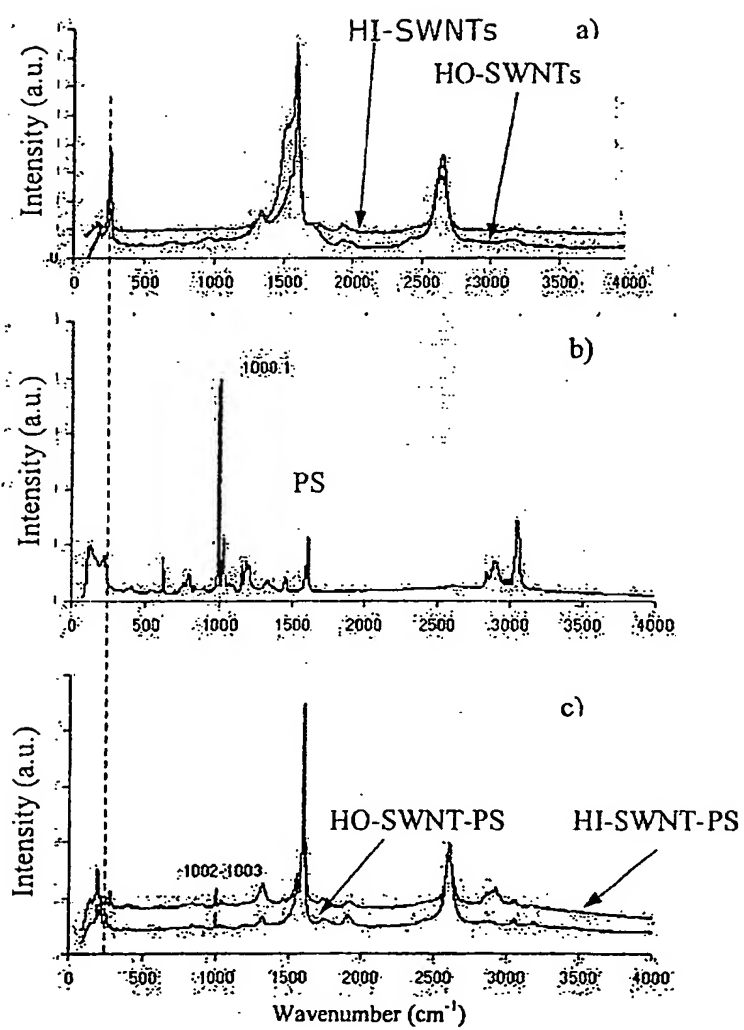 HI-SWNTs
a)
HO-SWNTs
Intensity (a.u.)
0 500 1000 1500 2000 2500 3000 3500 4000
b)
1000.1
PS
Intensity (a.u.)
0 500 1000 1500 2000 2500 3000 3500 4000
c)
HO-SWNT-PS HI-SWNT-PS
1002-1003
Intensity (a.u.)
0 500 1000 1500 2000 2500 3000 3500 4000
Wavenumber (cm⁻¹)